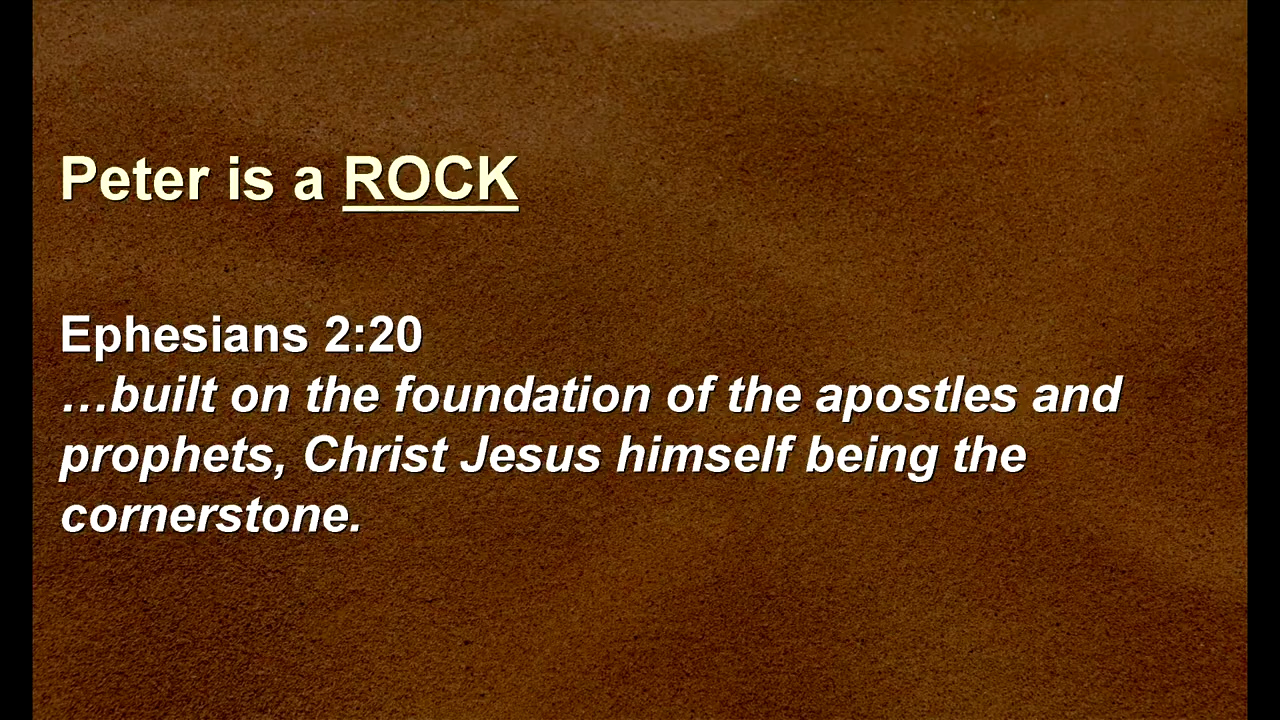 Peter is a ROCK
Ephesians 2:20
…built on the foundation of the apostles and
prophets, Christ Jesus himself being the
cornerstone.